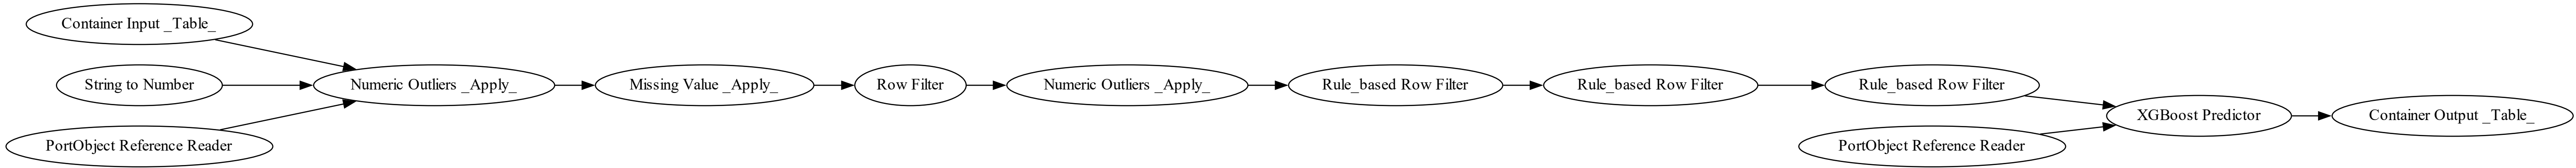 Container Input _Table_
String to Number
PortObject Reference Reader
Numeric Outliers _Apply_
Missing Value _Apply_
Row Filter
Numeric Outliers _Apply_
Rule_based Row Filter
Rule_based Row Filter
Rule_based Row Filter
PortObject Reference Reader
XGBoost Predictor
Container Output _Table_